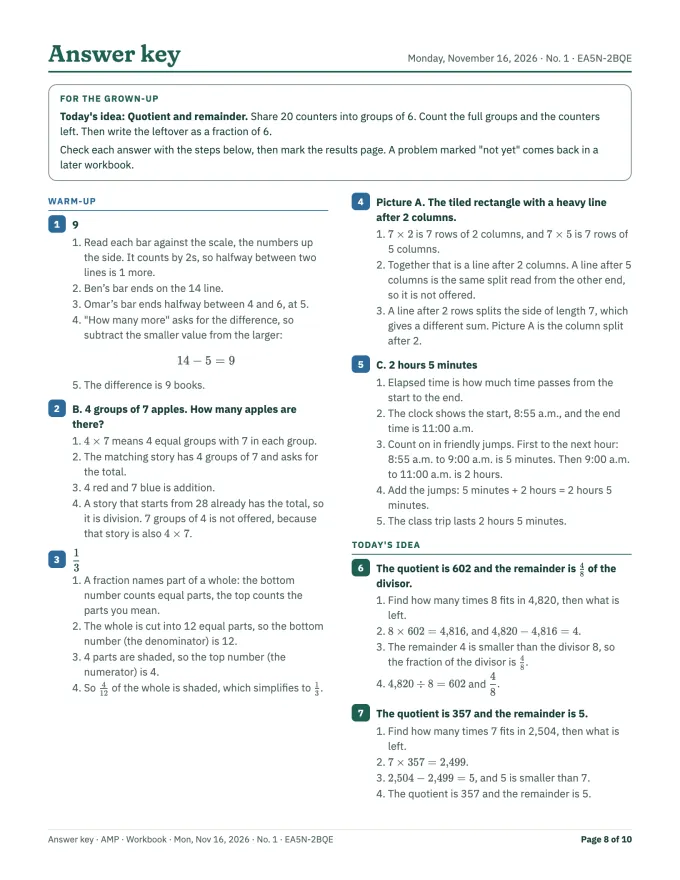 Answer key
Monday, November 16, 2026 · No. 1 · EA5N-2BQE
FOR THE GROWN-UP
Today's idea: Quotient and remainder. Share 20 counters into groups of 6. Count the full groups and the counters
left. Then write the leftover as a fraction of 6.
Check each answer with the steps below, then mark the results page. A problem marked "not yet" comes back in a
later workbook.
WARM-UP
1 9
1. Read each bar against the scale, the numbers up
the side. It counts by 2s, so halfway between two
lines is 1 more.
2. Ben's bar ends on the 14 line.
3. Omar's bar ends halfway between 4 and 6, at 5.
4. "How many more" asks for the difference, so
subtract the smaller value from the larger:
14 − 5 = 9
5. The difference is 9 books.
2 B. 4 groups of 7 apples. How many apples are
there?
1. 4 × 7 means 4 equal groups with 7 in each group.
2. The matching story has 4 groups of 7 and asks for
the total.
3. 4 red and 7 blue is addition.
4. A story that starts from 28 already has the total, so
it is division. 7 groups of 4 is not offered, because
that story is also 4 × 7.
3 1/3
1. A fraction names part of a whole: the bottom
number counts equal parts, the top counts the
parts you mean.
2. The whole is cut into 12 equal parts, so the bottom
number (the denominator) is 12.
3. 4 parts are shaded, so the top number (the
numerator) is 4.
4. So 4/12 of the whole is shaded, which simplifies to 1/3.
4 Picture A. The tiled rectangle with a heavy line
after 2 columns.
1. 7 × 2 is 7 rows of 2 columns, and 7 × 5 is 7 rows of
5 columns.
2. Together that is a line after 2 columns. A line after 5
columns is the same split read from the other end,
so it is not offered.
3. A line after 2 rows splits the side of length 7, which
gives a different sum. Picture A is the column split
after 2.
5 C. 2 hours 5 minutes
1. Elapsed time is how much time passes from the
start to the end.
2. The clock shows the start, 8:55 a.m., and the end
time is 11:00 a.m.
3. Count on in friendly jumps. First to the next hour:
8:55 a.m. to 9:00 a.m. is 5 minutes. Then 9:00 a.m.
to 11:00 a.m. is 2 hours.
4. Add the jumps: 5 minutes + 2 hours = 2 hours 5
minutes.
5. The class trip lasts 2 hours 5 minutes.
TODAY'S IDEA
6 The quotient is 602 and the remainder is 4/8 of the
divisor.
1. Find how many times 8 fits in 4,820, then what is
left.
2. 8 × 602 = 4,816, and 4,820 − 4,816 = 4.
3. The remainder 4 is smaller than the divisor 8, so
the fraction of the divisor is 4/8.
4. 4,820 ÷ 8 = 602 and 4/8.
7 The quotient is 357 and the remainder is 5.
1. Find how many times 7 fits in 2,504, then what is
left.
2. 7 × 357 = 2,499.
3. 2,504 − 2,499 = 5, and 5 is smaller than 7.
4. The quotient is 357 and the remainder is 5.
Answer key · AMP · Workbook · Mon, Nov 16, 2026 · No. 1 · EA5N-2BQE
Page 8 of 10